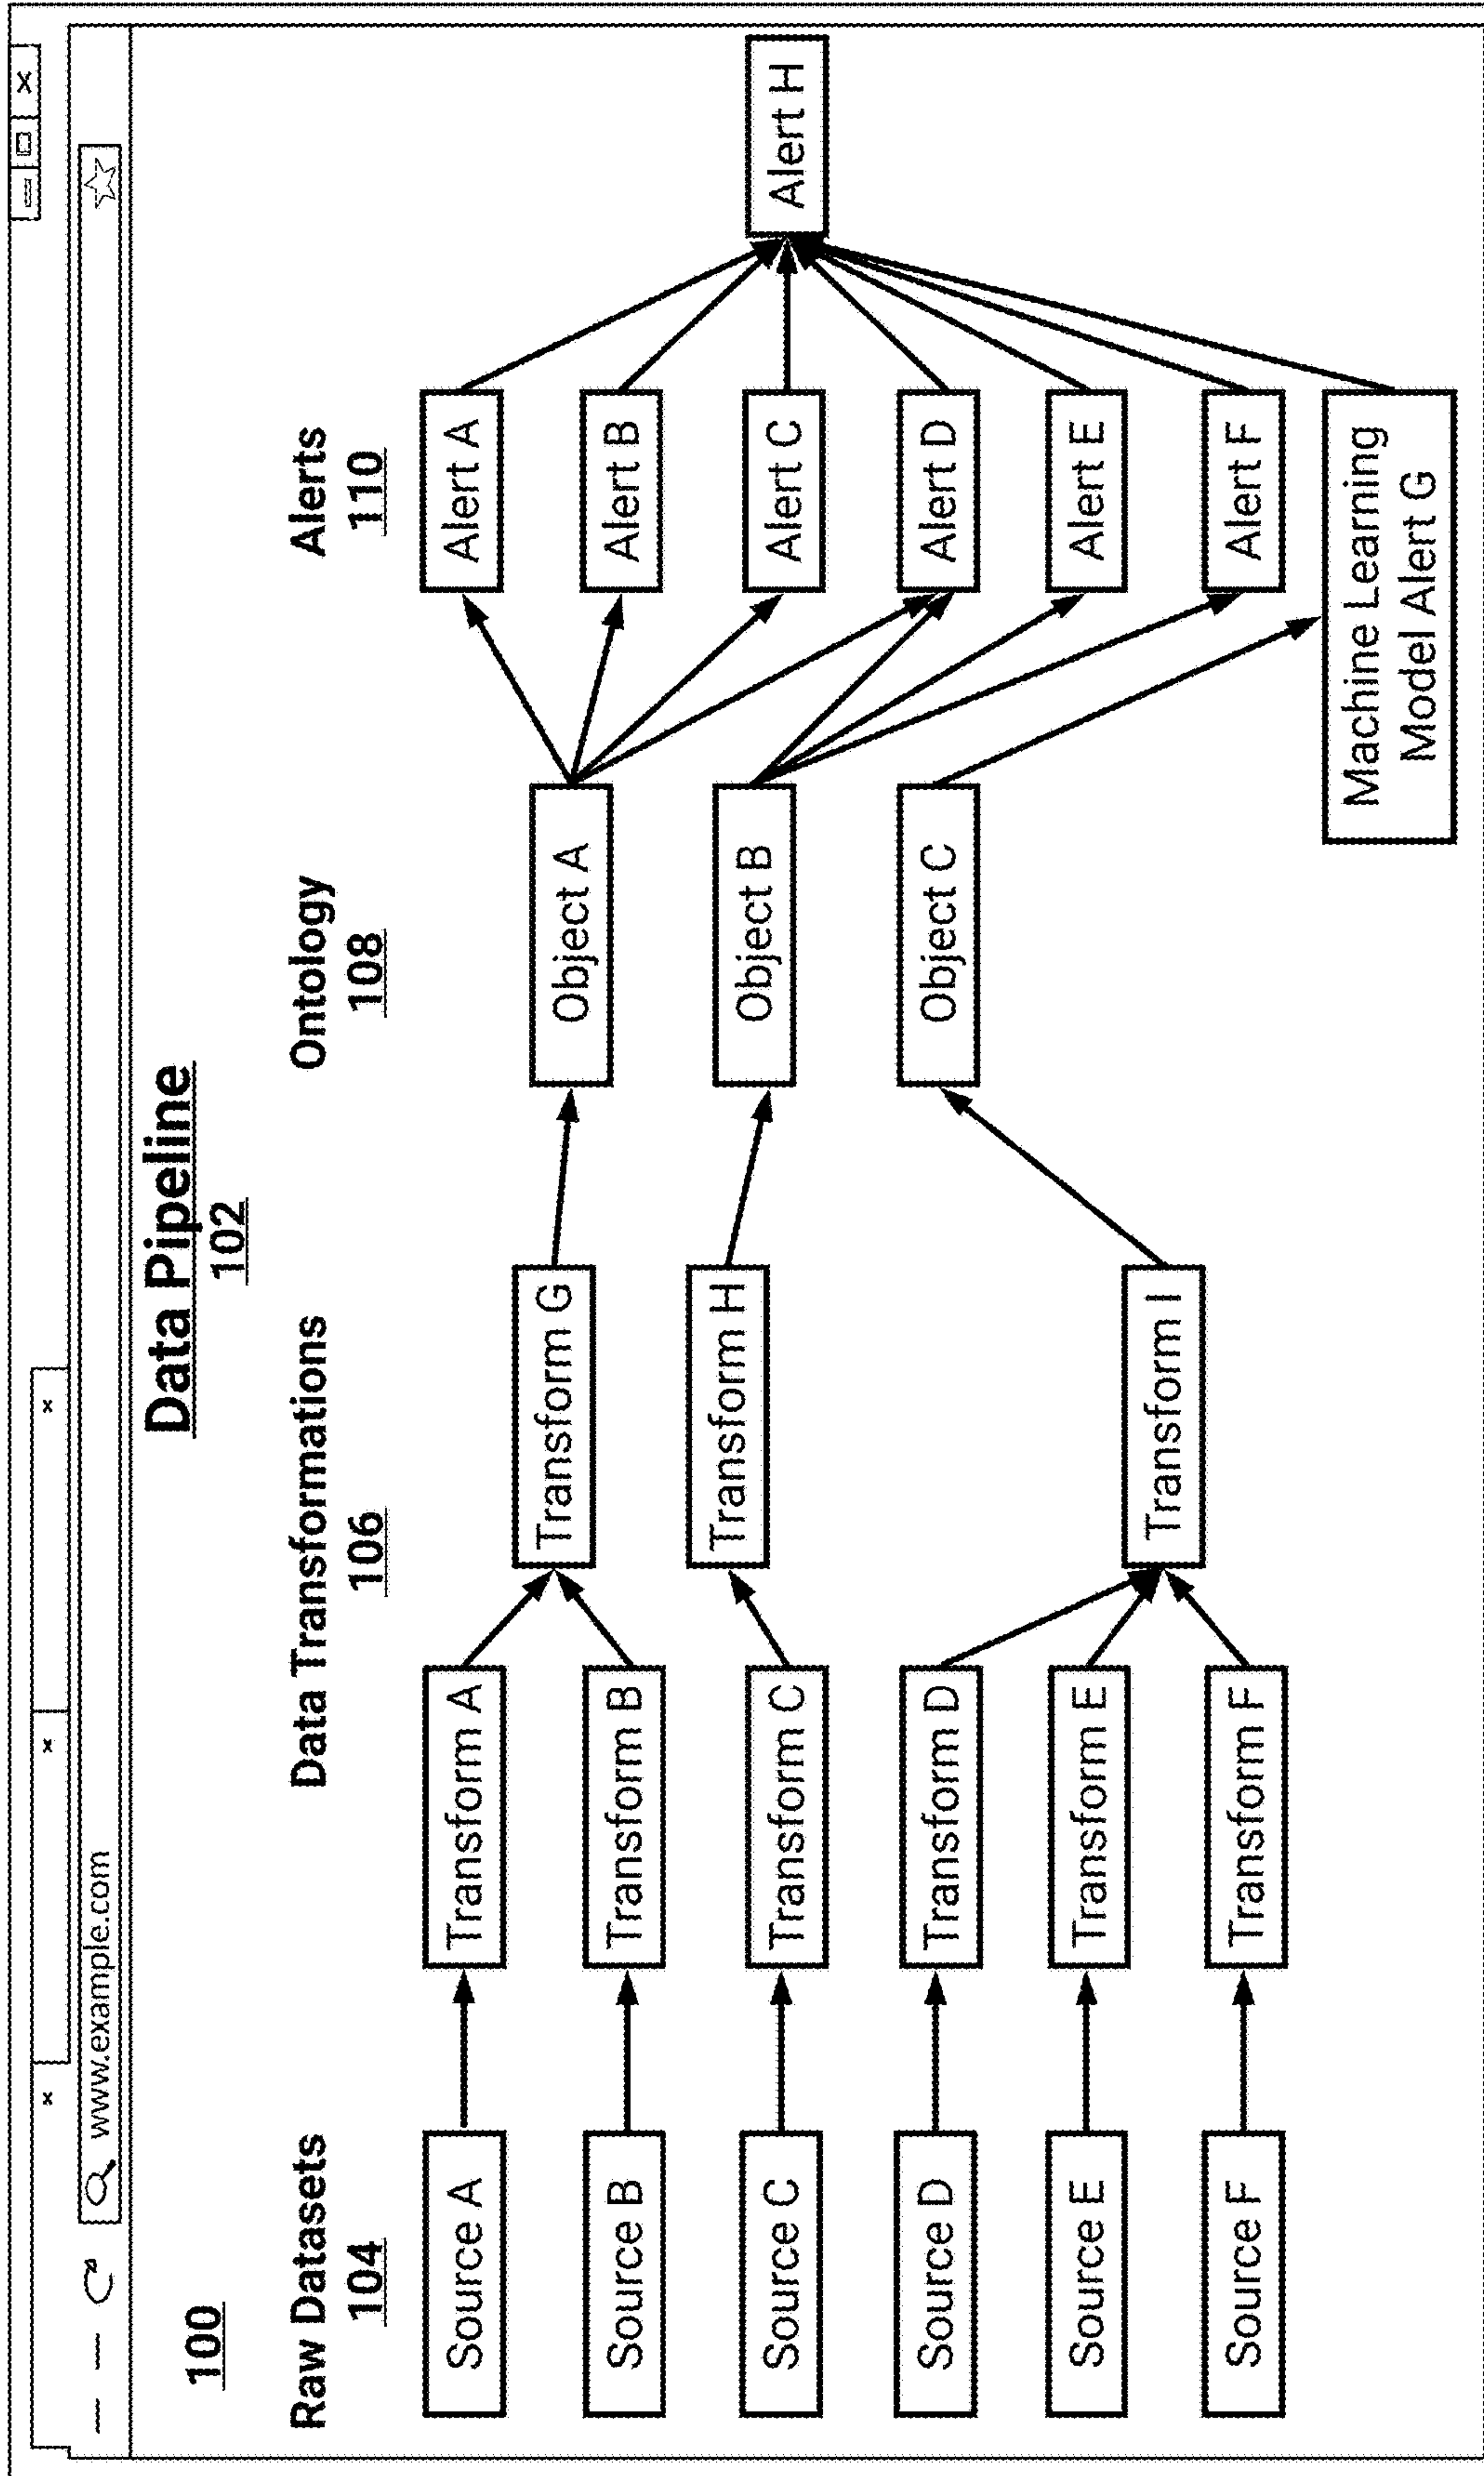 www.example.com
Data Pipeline
102
100
Raw Datasets
104
Data Transformations
106
Ontology
108
Alerts
110
Source A
Transform A
Alert A
Source B
Transform B
Alert B
Source C
Transform C
Alert C
Source D
Transform D
Alert D
Source E
Transform E
Alert E
Source F
Transform F
Alert F
Transform G
Transform H
Transform I
Object A
Object B
Object C
Machine Learning
Model Alert G
Alert H